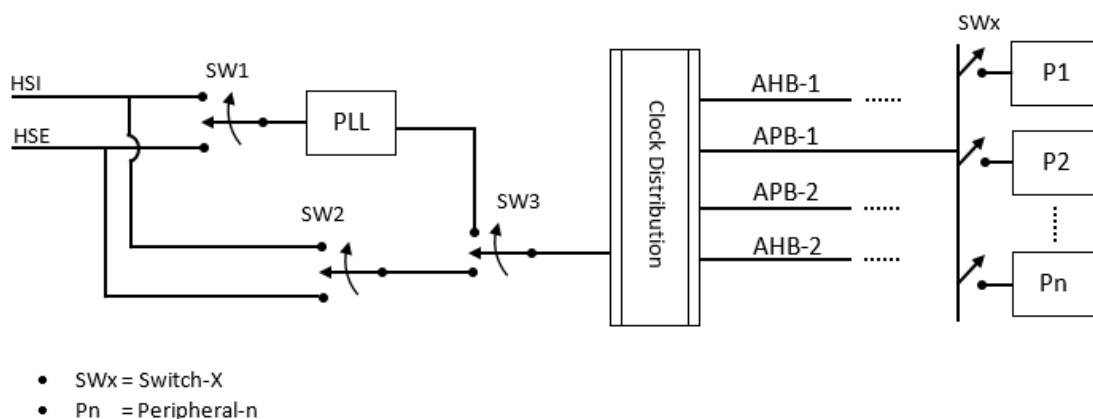 SWx
HSI
SW1
P1
AHB-1
PLL
HSE
APB-1
P2
Clock Distribution
SW2
SW3
APB-2
AHB-2
Pn
• SWx = Switch-X
• Pn = Peripheral-n